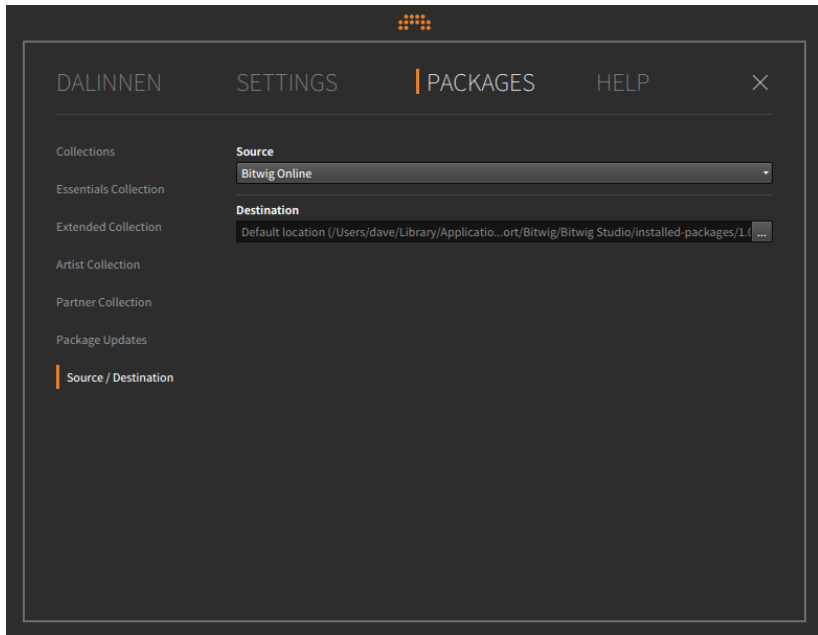 DALINNEN SETTINGS PACKAGES HELP
Collections
Essentials Collection
Extended Collection
Artist Collection
Partner Collection
Package Updates
Source / Destination
Source
Bitwig Online
Destination
Default location (/Users/dave/Library/Applicatio...ort/Bitwig/Bitwig Studio/installed-packages/1.0
...